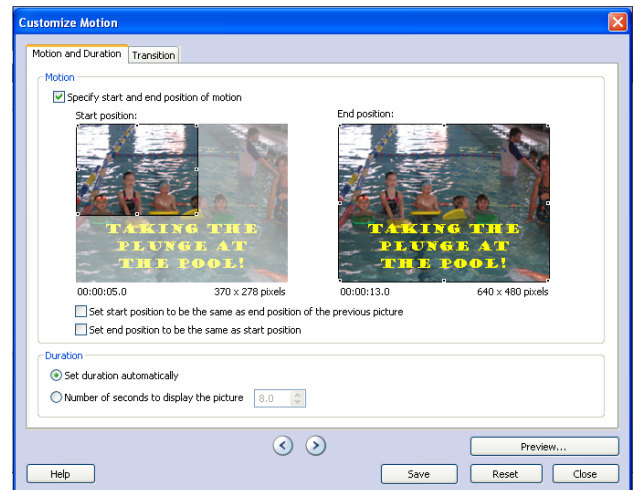 Customize Motion
Motion and Duration
Transition
Motion
Specify start and end position of motion
Start position:
End position:
TAKING THE
PLUNGE AT
THE POOL!
TAKING THE
PLUNGE AT
THE POOL!
00:00:05.0
370 x 278 pixels
00:00:13.0
640 x 480 pixels
Set start position to be the same as end position of the previous picture
Set end position to be the same as start position
Duration
Set duration automatically
Number of seconds to display the picture
8.0
Preview...
Help
Save
Reset
Close